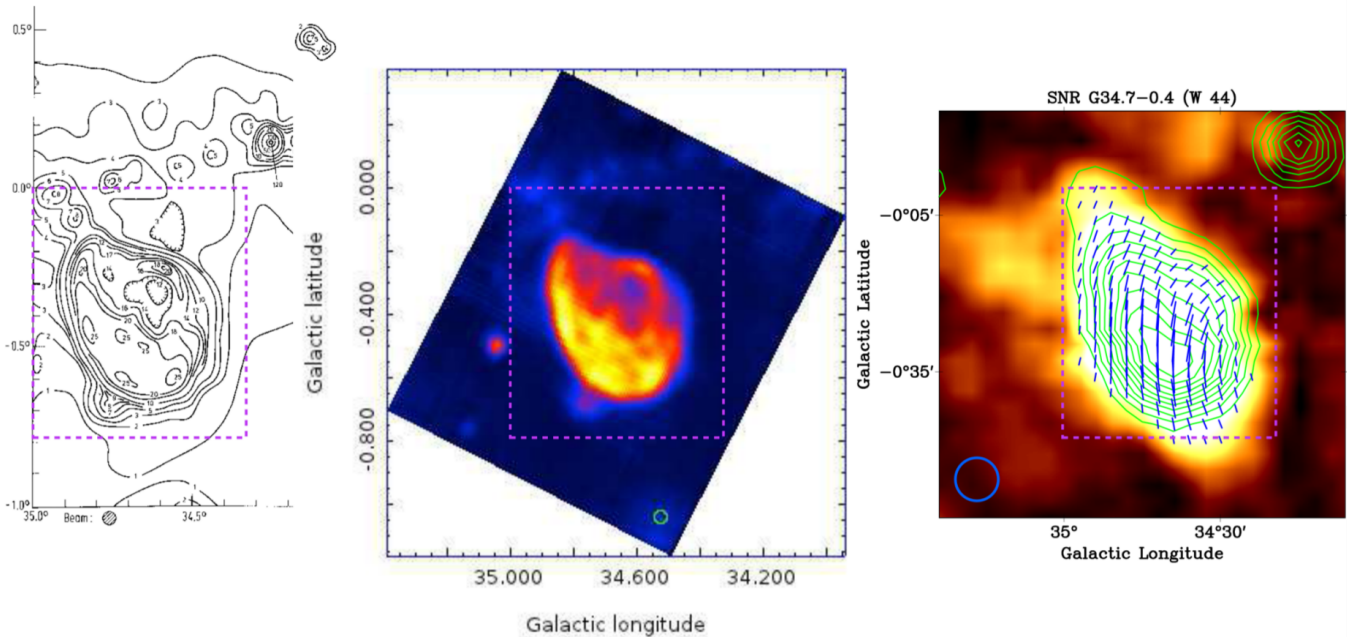 0.5°
0.0°
-0.5°
-1.0°
35.0°
34.5°
Beam:
120
Galactic latitude
0.000
-0.400
-0.800
35.000
34.600
34.200
Galactic longitude
SNR G34.7−0.4 (W 44)
Galactic Latitude
−0°05'
−0°35'
35°
34°30'
Galactic Longitude